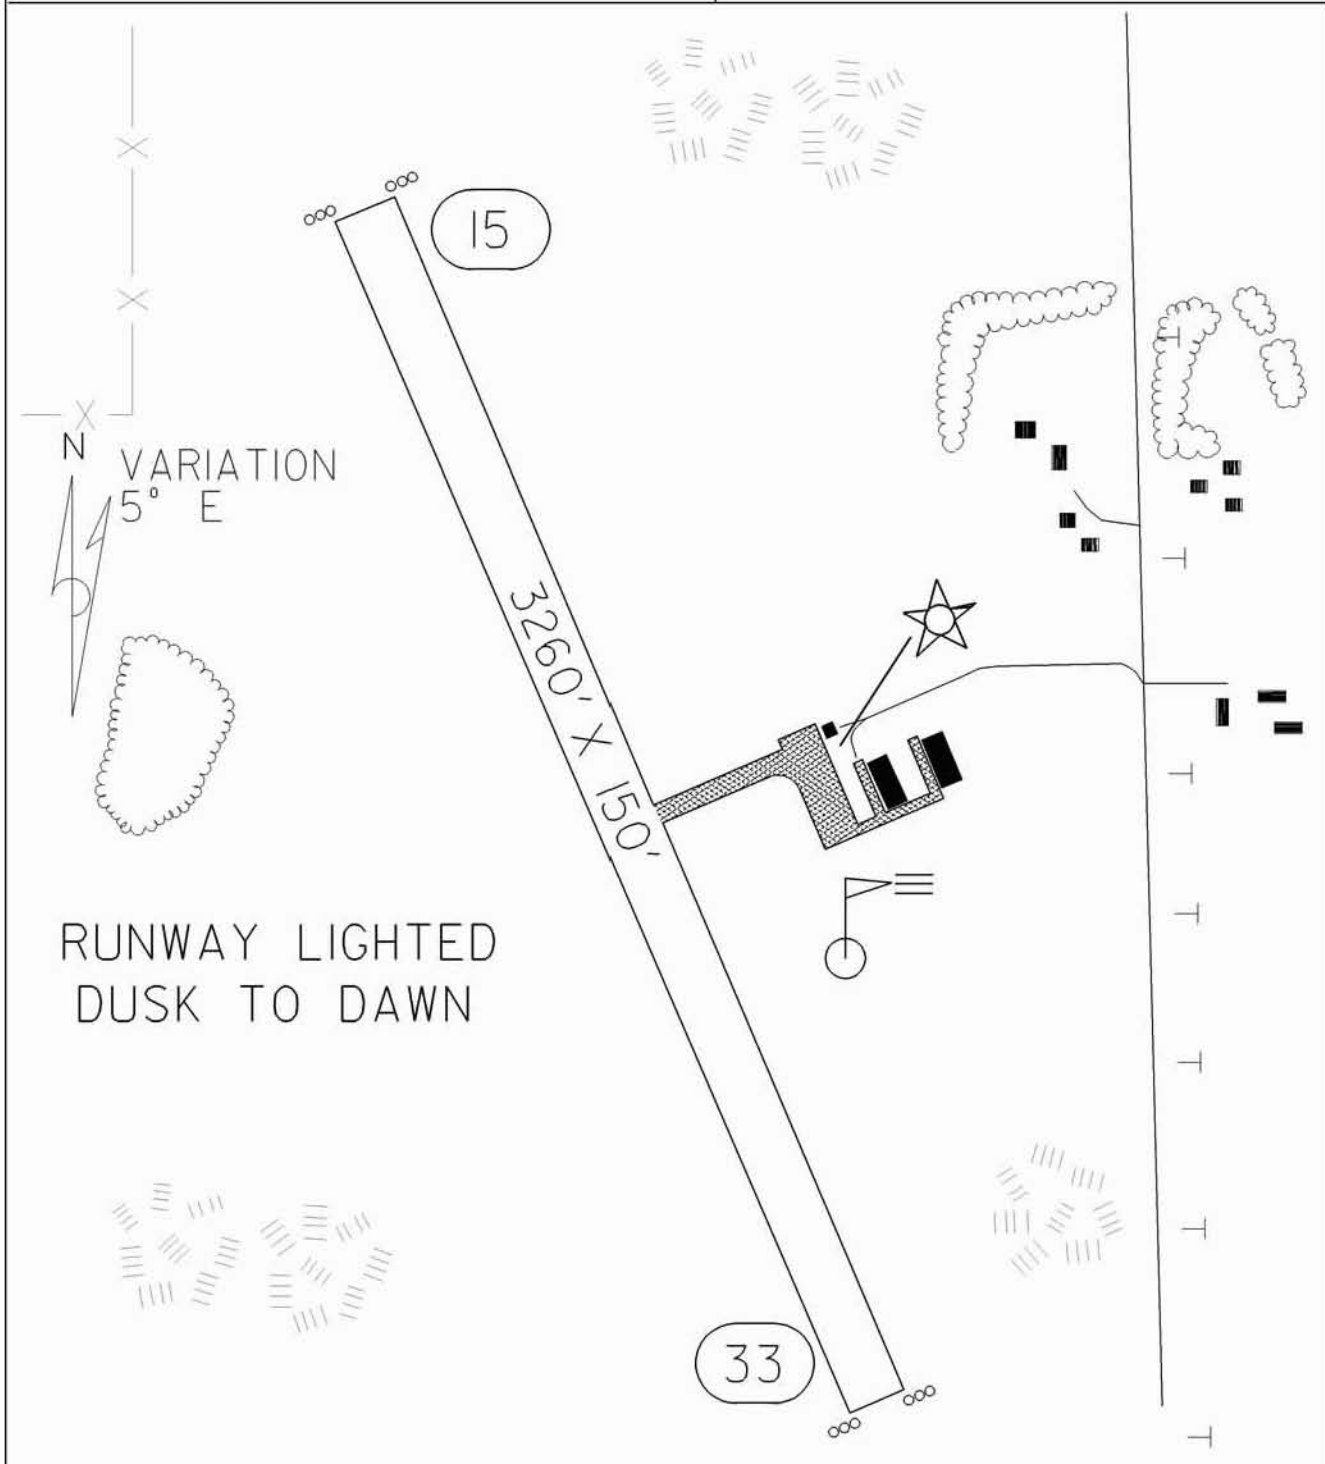 15
N
VARIATION
5° E
3260' X 150'
RUNWAY LIGHTED
DUSK TO DAWN
33